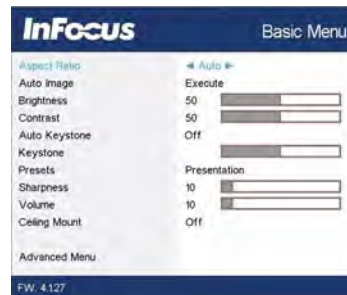 InFocus Basic Menu
Aspect Ratio Auto
Auto Image Execute
Brightness 50
Contrast 50
Auto Keystone Off
Keystone
Presets Presentation
Sharpness 10
Volume 10
Ceiling Mount Off
Advanced Menu
FW. 4.127